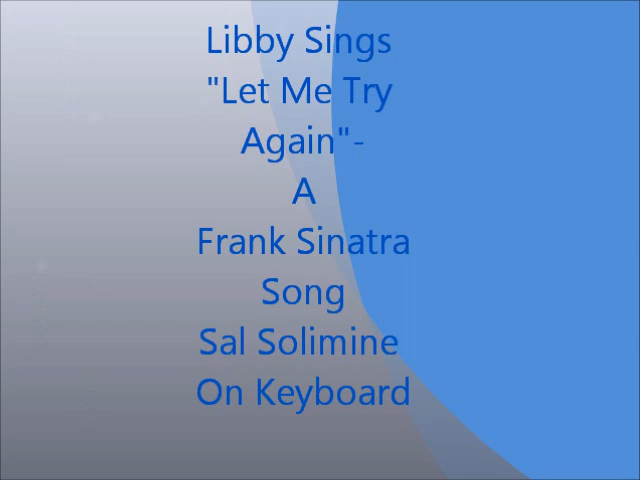 Libby Sings
"Let Me Try
Again"-
A
Frank Sinatra
Song
Sal Solimine
On Keyboard